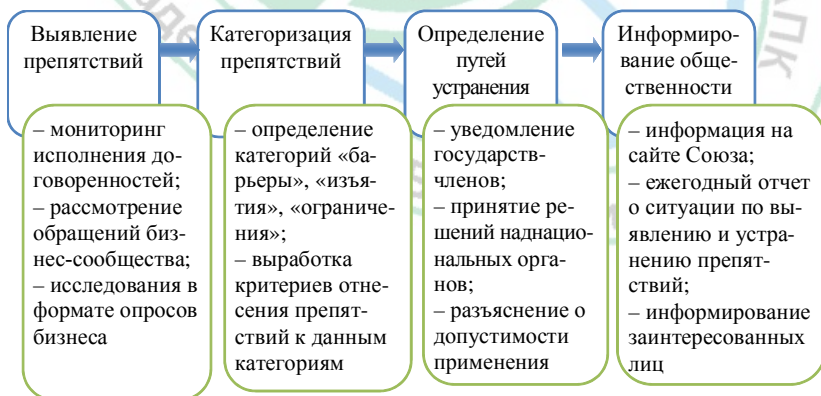 Выявление
препятствий
Категоризация
препятствий
Определение
путей
устранения
Информиро-
вание обще-
ственности
– мониторинг
исполнения до-
говоренностей;
– рассмотрение
обращений биз-
нес-сообщества;
– исследования в
формате опросов
бизнеса
– определение
категорий «ба-
рьеры», «изъя-
тия», «ограниче-
ния»;
– выработка
критериев отне-
сения препят-
ствий к данным
категориям
– уведомление
государств-
членов;
– принятие ре-
шений наднацио-
нальных орга-
нов;
– разъяснение о
допустимости
применения
– информация на
сайте Союза;
– ежегодный отчет
о ситуации по вы-
явлению и устра-
нению препят-
ствий;
– информирование
заинтересованных
лиц